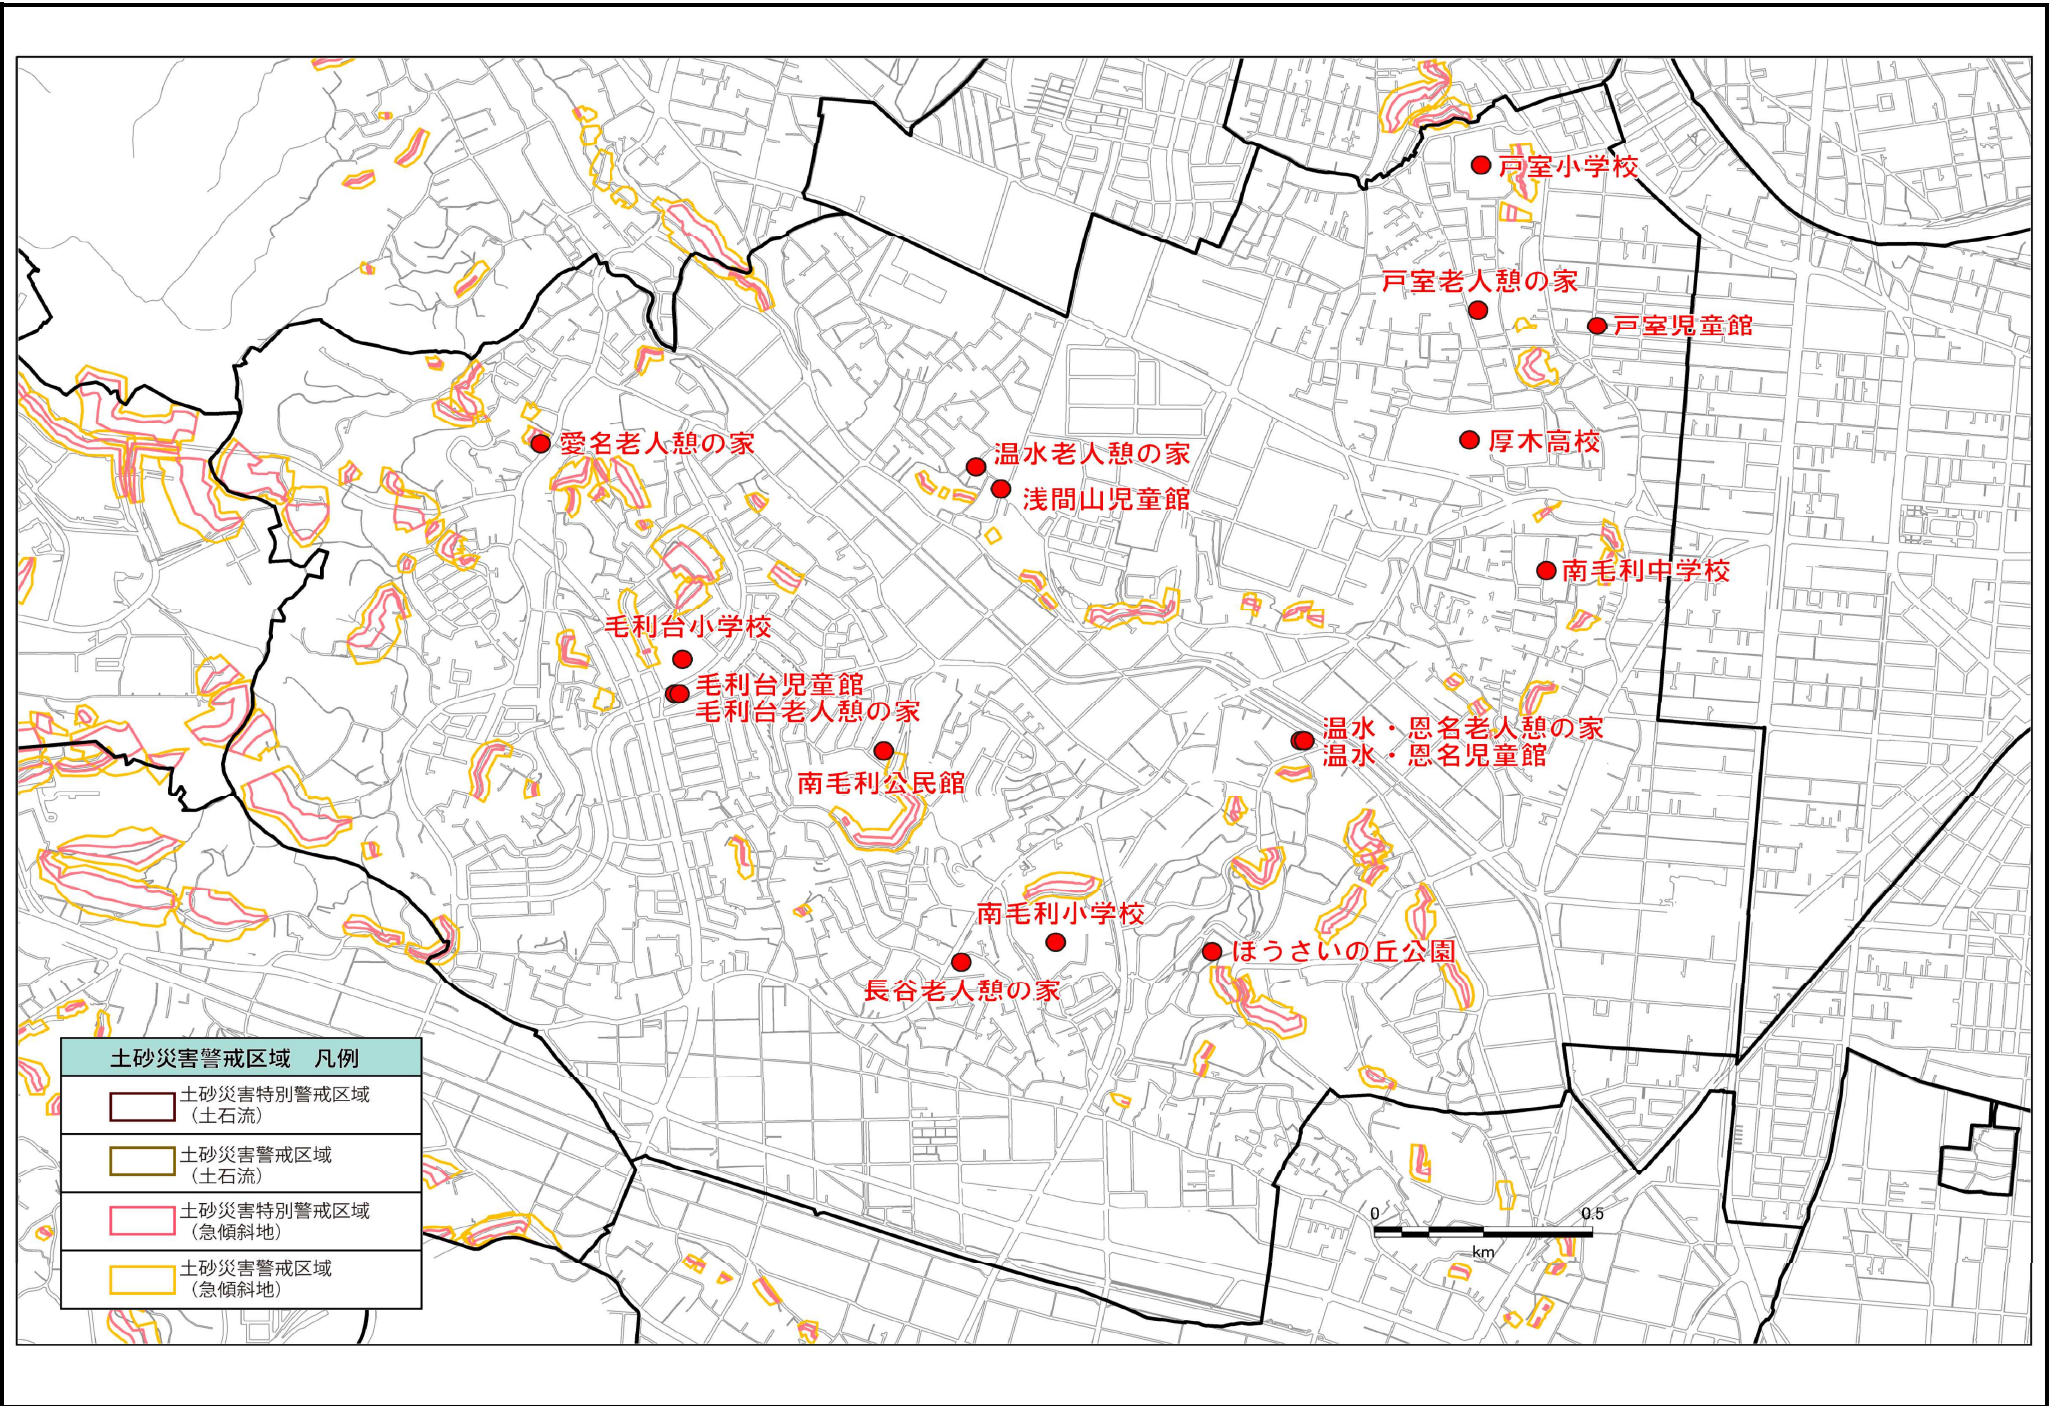 戸室小学校
戸室老人憩の家
戸室児童館
愛名老人憩の家
温水老人憩の家
厚木高校
浅間山児童館
南毛利中学校
毛利台小学校
毛利台児童館
毛利台老人憩の家
温水・恩名老人憩の家
温水・恩名児童館
南毛利公民館
南毛利小学校
ほうさいの丘公園
長谷老人憩の家
土砂災害警戒区域　凡例
土砂災害特別警戒区域
（土石流）
土砂災害警戒区域
（土石流）
土砂災害特別警戒区域
（急傾斜地）
土砂災害警戒区域
（急傾斜地）
0 0.5
km